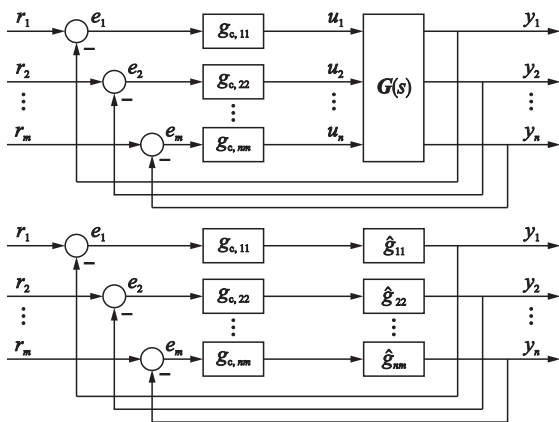 r1 e1 gc,11 u1 y1
r2 e2 gc,22 u2 G(s) y2
rm em gc,nm un yn
r1 e1 gc,11 ĝ11 y1
r2 e2 gc,22 ĝ22 y2
rm em gc,nm ĝnm yn